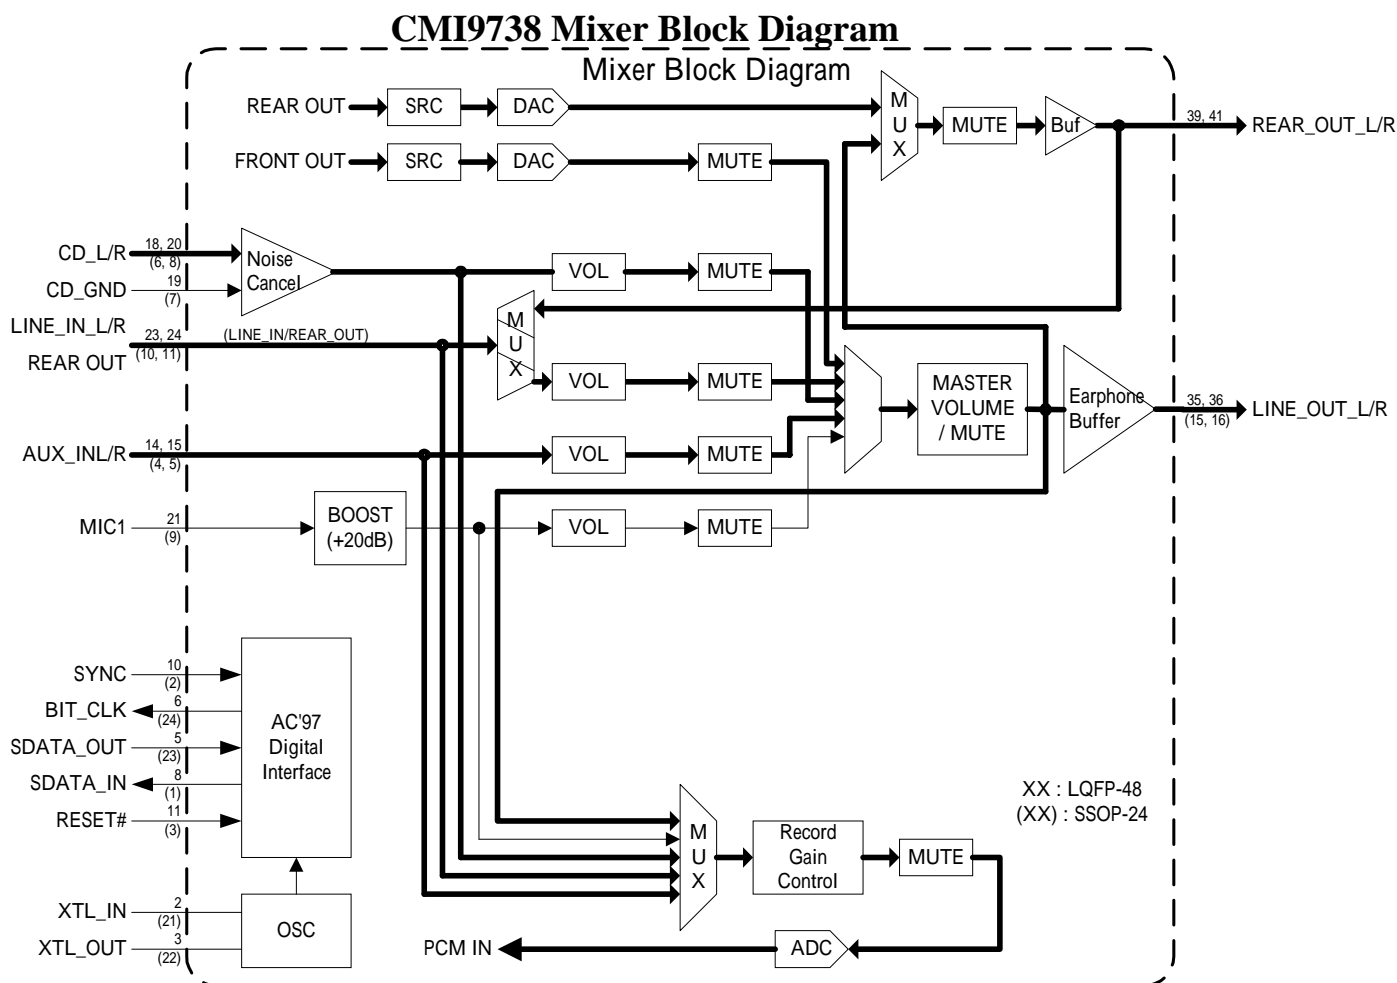 CMI9738 Mixer Block Diagram
Mixer Block Diagram
REAR OUT
SRC
DAC
M
U
X
MUTE
Buf
39, 41
REAR_OUT_L/R
FRONT OUT
SRC
DAC
MUTE
CD_L/R
18, 20
(6, 8)
Noise
Cancel
VOL
MUTE
CD_GND
19
(7)
LINE_IN_L/R
REAR OUT
23, 24
(10, 11)
(LINE_IN/REAR_OUT)
M
U
X
VOL
MUTE
MASTER
VOLUME
/ MUTE
Earphone
Buffer
35, 36
(15, 16)
LINE_OUT_L/R
AUX_INL/R
14, 15
(4, 5)
VOL
MUTE
MIC1
21
(9)
BOOST
(+20dB)
VOL
MUTE
SYNC
10
(2)
BIT_CLK
6
(24)
SDATA_OUT
5
(23)
SDATA_IN
8
(1)
RESET#
11
(3)
AC'97
Digital
Interface
XX : LQFP-48
(XX) : SSOP-24
M
U
X
Record
Gain
Control
MUTE
XTL_IN
2
(21)
XTL_OUT
3
(22)
OSC
PCM IN
ADC